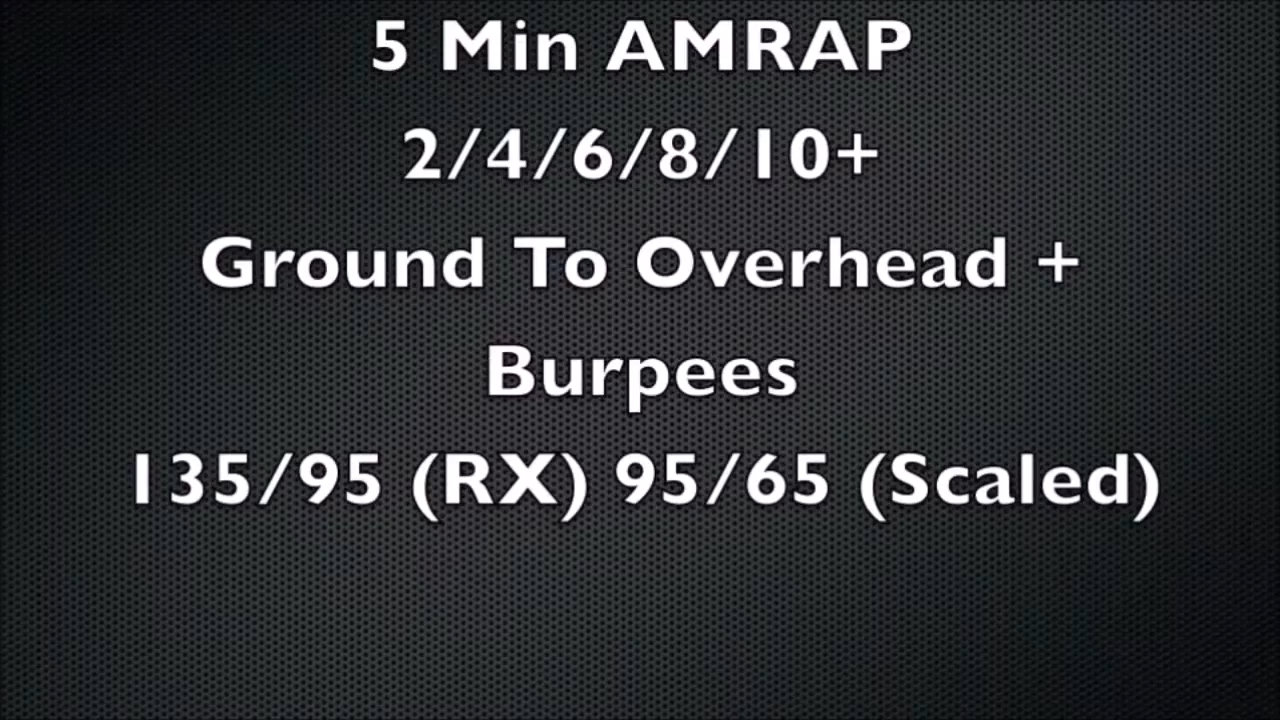 5 Min AMRAP
2/4/6/8/10+
Ground To Overhead +
Burpees
135/95 (RX) 95/65 (Scaled)